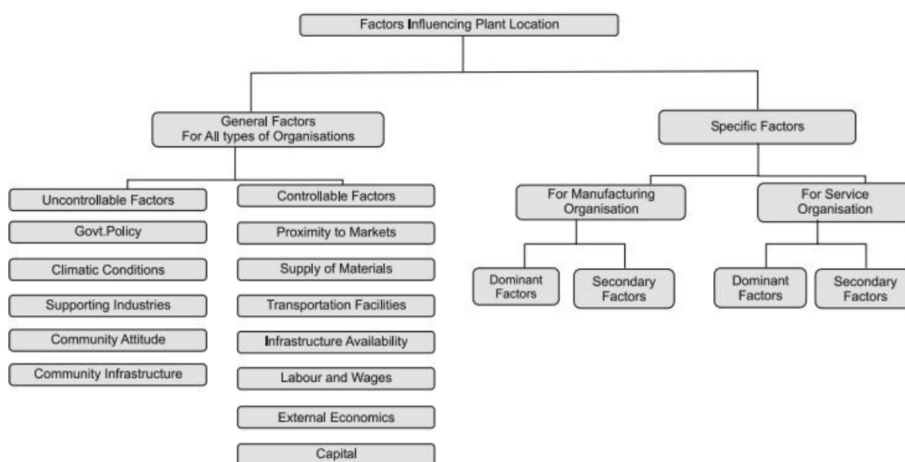 Factors Influencing Plant Location
General Factors
For All types of Organisations
Specific Factors
Uncontrollable Factors
Govt.Policy
Climatic Conditions
Supporting Industries
Community Attitude
Community Infrastructure
Controllable Factors
Proximity to Markets
Supply of Materials
Transportation Facilities
Infrastructure Availability
Labour and Wages
External Economics
Capital
For Manufacturing
Organisation
Dominant
Factors
Secondary
Factors
For Service
Organisation
Dominant
Factors
Secondary
Factors